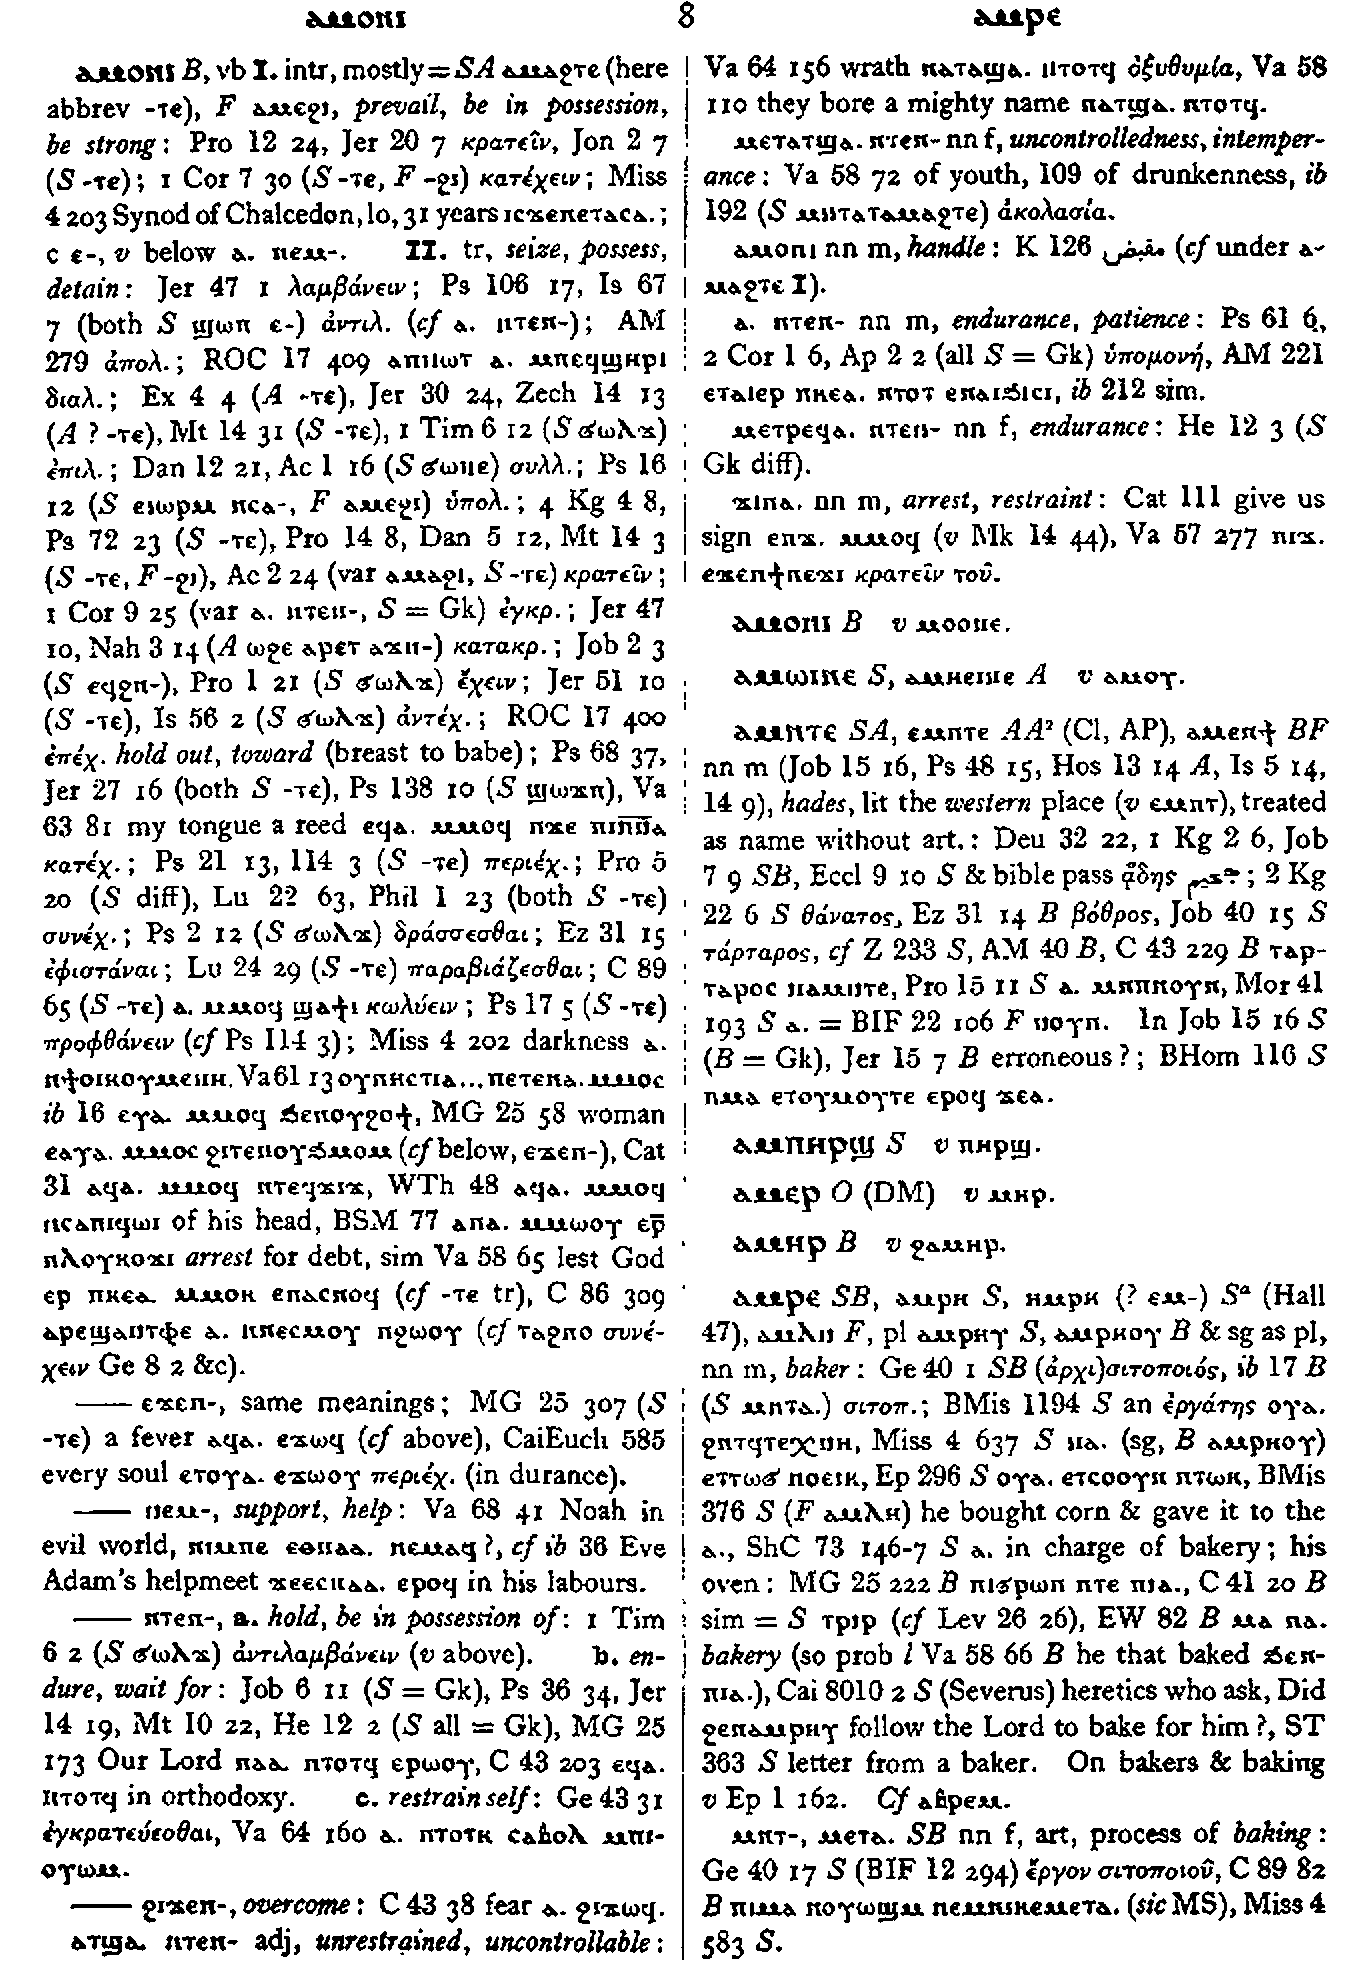 ⲁⲙⲟⲛⲓ 8 ⲁⲙⲣⲉ
ⲁⲙⲟⲛⲓ B, vb I. intr, mostly = SA ⲁⲙⲁϩⲧⲉ (here
abbrev -ⲧⲉ), F ⲁⲙⲉϩⲓ, prevail, be in possession,
be strong: Pro 12 24, Jer 20 7 κρατεῖν, Jon 2 7
(S -ⲧⲉ); 1 Cor 7 30 (S -ⲧⲉ, F -ϩⲓ) κατέχειν; Miss
4 203 Synod of Chalcedon, lo, 31 years ⲓⲥϫⲉⲛⲉⲧⲁⲥⲁ.;
c ⲉ-, v below ⲁ. ⲛⲉⲙ-. II. tr, seize, possess,
detain: Jer 47 1 λαμβάνειν; Ps 106 17, Is 67
7 (both S ϣⲱⲡ ⲉ-) ἀντιλ. (cf ⲁ. ⲛⲧⲉⲛ-); AM
279 ἀπολ.; ROC 17 409 ⲁⲡⲓⲱⲧ ⲁ. ⲙⲡⲉϥϣⲏⲣⲓ
διαλ.; Ex 4 4 (A -ⲧⲉ), Jer 30 24, Zech 14 13
(A ? -ⲧⲉ), Mt 14 31 (S -ⲧⲉ), 1 Tim 6 12 (S ϭⲱⲗϫ)
ἐπιλ.; Dan 12 21, Ac 1 16 (S ϭⲱⲡⲉ) συλλ.; Ps 16
12 (S ⲉⲓⲱⲣⲙ ⲛⲥⲁ-, F ⲁⲙⲉϩⲓ) ὑπολ.; 4 Kg 4 8,
Ps 72 23 (S -ⲧⲉ), Pro 14 8, Dan 5 12, Mt 14 3
(S -ⲧⲉ, F -ϩⲓ), Ac 2 24 (var ⲁⲙⲁϩⲓ, S -ⲧⲉ) κρατεῖν;
1 Cor 9 25 (var ⲁ. ⲛⲧⲉⲛ-, S = Gk) ἐγκρ.; Jer 47
10, Nah 3 14 (A ⲱϩⲉ ⲁⲣⲉⲧ ⲁϫⲛ-) κατακρ.; Job 2 3
(S ⲉϥϩⲛ-), Pro 1 21 (S ϭⲱⲗϫ) ἔχειν; Jer 51 10
(S -ⲧⲉ), Is 56 2 (S ϭⲱⲗϫ) ἀντέχ.; ROC 17 400
ἐπέχ. hold out, toward (breast to babe); Ps 68 37,
Jer 27 16 (both S -ⲧⲉ), Ps 138 10 (S ϣⲱϫⲡ), Va
63 81 my tongue a reed ⲉϥⲁ. ⲙⲙⲟϥ ⲛϫⲉ ⲡⲓⲡ̅ⲛ̅ⲁ̅
κατέχ.; Ps 21 13, 114 3 (S -ⲧⲉ) περιέχ.; Pro 5
20 (S diff), Lu 22 63, Phil 1 23 (both S -ⲧⲉ)
συνέχ.; Ps 2 12 (S ϭⲱⲗϫ) δράσσεσθαι; Ez 31 15
ἐφιστάναι; Lu 24 29 (S -ⲧⲉ) παραβιάζεσθαι; C 89
65 (S -ⲧⲉ) ⲁ. ⲙⲙⲟϥ ϣⲁϯⲓ κωλύειν; Ps 17 5 (S -ⲧⲉ)
προφθάνειν (cf Ps 114 3); Miss 4 202 darkness ⲁ.
ⲛϯⲟⲓⲕⲟⲩⲙⲉⲛⲏ. Va 61 13 ⲟⲩⲛⲏⲥⲧⲓⲁ... ⲡⲉⲧⲉⲛⲁ. ⲙⲙⲟⲥ
ib 16 ⲉⲩⲁ. ⲙⲙⲟϥ ϧⲉⲛⲟⲩϩⲟϯ, MG 25 58 woman
ⲉⲁⲩⲁ. ⲙⲙⲟⲥ ϩⲓⲧⲉⲛⲟⲩϧⲙⲟⲙ (cf below, ⲉϫⲉⲛ-), Cat
31 ⲁϥⲁ. ⲙⲙⲟϥ ⲛⲧⲉϥϫⲓϫ, WTh 48 ⲁϥⲁ. ⲙⲙⲟϥ
ⲛⲥⲁⲡⲓϥⲱⲓ of his head, BSM 77 ⲁⲛⲁ. ⲙⲙⲱⲟⲩ ⲉⲣ̅
ⲛⲗⲟⲩⲕⲟϫⲓ arrest for debt, sim Va 58 65 lest God
ⲉⲣ ⲡⲕⲉⲁ. ⲙⲙⲟⲕ ⲉⲡⲁⲥⲛⲟϥ (cf -ⲧⲉ tr), C 86 309
ⲁⲣⲉϣⲁⲛⲧⲫⲉ ⲁ. ⲛⲛⲉⲥⲙⲟⲩ ⲛϩⲱⲟⲩ (cf ⲧⲁϩⲛⲟ συνέ-
χειν Ge 8 2 &c).
—— ⲉϫⲉⲛ-, same meanings; MG 25 307 (S
-ⲧⲉ) a fever ⲁϥⲁ. ⲉϫⲱϥ (cf above), CaiEuch 585
every soul ⲉⲧⲟⲩⲁ. ⲉϫⲱⲟⲩ περιέχ. (in durance).
—— ⲛⲉⲙ-, support, help: Va 68 41 Noah in
evil world, ⲛⲓⲙⲡⲉ ⲉⲑⲛⲁⲁ. ⲛⲉⲙⲁϥ ?, cf ib 36 Eve
Adam's helpmeet ϫⲉⲉⲥⲛⲁⲁ. ⲉⲣⲟϥ in his labours.
—— ⲛⲧⲉⲛ-, a. hold, be in possession of: 1 Tim
6 2 (S ϭⲱⲗϫ) ἀντιλαμβάνειν (v above). b. en-
dure, wait for: Job 6 11 (S = Gk), Ps 36 34, Jer
14 19, Mt 10 22, He 12 2 (S all = Gk), MG 25
173 Our Lord ⲛⲁⲁ. ⲛⲧⲟⲧϥ ⲉⲣⲱⲟⲩ, C 43 203 ⲉϥⲁ.
ⲛⲧⲟⲧϥ in orthodoxy. c. restrain self: Ge 43 31
ἐγκρατεύεσθαι, Va 64 160 ⲁ. ⲛⲧⲟⲧⲕ ⲥⲁⲃⲟⲗ ⲙⲡⲓ-
ⲟⲩⲱⲙ.
—— ϩⲓϫⲉⲛ-, overcome: C 43 38 fear ⲁ. ϩⲓϫⲱϥ.
ⲁⲧϣⲁ. ⲛⲧⲉⲛ- adj, unrestrained, uncontrollable:
Va 64 156 wrath ⲛⲁⲧⲁϣⲁ. ⲛⲧⲟⲧϥ ὀξυθυμία, Va 58
110 they bore a mighty name ⲛⲁⲧϣⲁ. ⲛⲧⲟⲧϥ.
ⲙⲉⲧⲁⲧϣⲁ. ⲛⲧⲉⲛ- nn f, uncontrolledness, intemper-
ance: Va 58 72 of youth, 109 of drunkenness, ib
192 (S ⲙⲛⲧⲁⲧⲁⲙⲁϩⲧⲉ) ἀκολασία.
ⲁⲙⲟⲛⲓ nn m, handle: K 126 مقبض (cf under ⲁ-
ⲙⲁϩⲧⲉ I).
ⲁ. ⲛⲧⲉⲛ- nn m, endurance, patience: Ps 61 6,
2 Cor 1 6, Ap 2 2 (all S = Gk) ὑπομονή, AM 221
ⲉⲧⲁⲓⲉⲣ ⲡⲕⲉⲁ. ⲛⲧⲟⲧ ⲉⲡⲁⲓϧⲓⲥⲓ, ib 212 sim.
ⲙⲉⲧⲣⲉϥⲁ. ⲛⲧⲉⲛ- nn f, endurance: He 12 3 (S
Gk diff).
ϫⲓⲛⲁ. nn m, arrest, restraint: Cat 111 give us
sign ⲉⲡϫ. ⲙⲙⲟϥ (v Mk 14 44), Va 57 277 ⲡⲓϫ.
ⲉϫⲉⲛϯⲛⲉϫⲓ κρατεῖν τοῦ.
ⲁⲙⲟⲛⲓ B v ⲙⲟⲟⲛⲉ.
ⲁⲙⲱⲓⲛⲉ S, ⲁⲙⲏⲉⲓⲛⲉ A v ⲁⲙⲟⲩ.
ⲁⲙⲛⲧⲉ SA, ⲉⲙⲛⲧⲉ AA² (Cl, AP), ⲁⲙⲉⲛϯ BF
nn m (Job 15 16, Ps 48 15, Hos 13 14 A, Is 5 14,
14 9), hades, lit the western place (v ⲉⲙⲛⲧ), treated
as name without art.: Deu 32 22, 1 Kg 2 6, Job
7 9 SB, Eccl 9 10 S & bible pass ᾅδης جحيم; 2 Kg
22 6 S θάνατος, Ez 31 14 B βόθρος, Job 40 15 S
τάρταρος, cf Z 233 S, AM 40 B, C 43 229 B ⲧⲁⲣ-
ⲧⲁⲣⲟⲥ ⲛⲁⲙⲛⲧⲉ, Pro 15 11 S ⲁ. ⲙⲛⲡⲛⲟⲩⲛ, Mor 41
193 S ⲁ. = BIF 22 106 F ⲛⲟⲩⲛ. In Job 15 16 S
(B = Gk), Jer 15 7 B erroneous ?; BHom 116 S
ⲡⲙⲁ ⲉⲧⲟⲩⲙⲟⲩⲧⲉ ⲉⲣⲟϥ ϫⲉⲁ.
ⲁⲙⲡⲏⲣϣ S v ⲡⲏⲣϣ.
ⲁⲙⲉⲣ O (DM) v ⲙⲏⲣ.
ⲁⲙⲏⲣ B v ϩⲁⲙⲏⲣ.
ⲁⲙⲣⲉ SB, ⲁⲙⲣⲏ S, ⲏⲙⲣⲏ (? ⲉⲙ-) Sᵃ (Hall
47), ⲁⲙⲗⲏ F, pl ⲁⲙⲣⲏⲩ S, ⲁⲙⲣⲏⲟⲩ B & sg as pl,
nn m, baker: Ge 40 1 SB (ἀρχι)σιτοποιός, ib 17 B
(S ⲙⲛⲧⲁ.) σιτοπ.; BMis 1194 S an ἐργάτης ⲟⲩⲁ.
ϩⲛⲧϥⲧⲉⲭⲛⲏ, Miss 4 637 S ⲛⲁ. (sg, B ⲁⲙⲣⲏⲟⲩ)
ⲉⲧⲧⲱϭ ⲛⲟⲉⲓⲕ, Ep 296 S ⲟⲩⲁ. ⲉⲧⲥⲟⲟⲩⲛ ⲛⲧⲱⲕ, BMis
376 S (F ⲁⲙⲗⲏ) he bought corn & gave it to the
ⲁ., ShC 73 146-7 S ⲁ. in charge of bakery; his
oven: MG 25 222 B ⲡⲓϭⲣⲱⲙ ⲛⲧⲉ ⲡⲓⲁ., C 41 20 B
sim = S ⲧⲣⲓⲣ (cf Lev 26 26), EW 82 B ⲙⲁ ⲛⲁ.
bakery (so prob l Va 58 66 B he that baked ϧⲉⲛ-
ⲡⲓⲁ.), Cai 8010 2 S (Severus) heretics who ask, Did
ϩⲉⲛⲁⲙⲣⲏⲩ follow the Lord to bake for him ?, ST
363 S letter from a baker. On bakers & baking
v Ep 1 162. Cf ⲁⲃⲣⲉⲙ.
ⲙⲛⲧ-, ⲙⲉⲧⲁ. SB nn f, art, process of baking:
Ge 40 17 S (BIF 12 294) ἔργον σιτοποιοῦ, C 89 82
B ⲡⲓⲙⲁ ⲛⲟⲩⲱϣⲙ ⲛⲉⲙⲡⲓⲕⲉⲙⲉⲧⲁ. (sic MS), Miss 4
583 S.